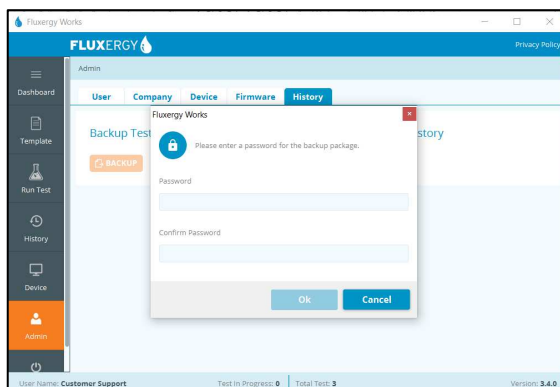 Fluxergy Works
FLUXERGY
Privacy Policy
Dashboard
Template
Run Test
History
Device
Admin
Admin
User Company Device Firmware History
Backup Test
story
BACKUP
Fluxergy Works
Please enter a password for the backup package.
Password
Confirm Password
Ok Cancel
User Name: Customer Support Test In Progress: 0 Total Test: 3 Version: 3.4.0